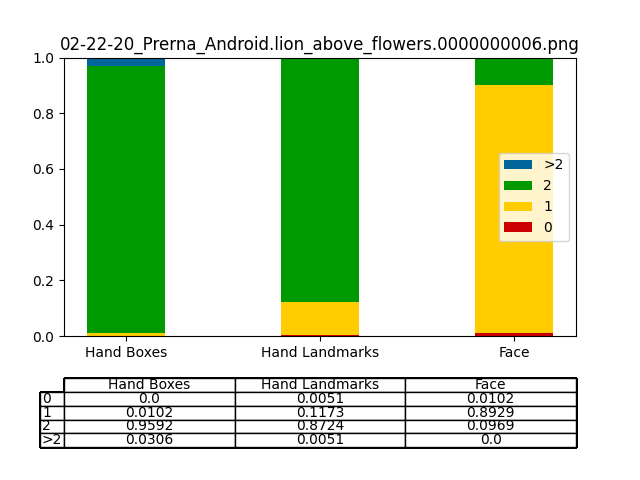 02-22-20_Prerna_Android.lion_above_flowers.0000000006.png
1.0
0.8
0.6
0.4
0.2
0.0
>2
2
1
0
Hand Boxes Hand Landmarks Face
Hand Boxes Hand Landmarks Face
0 0.0 0.0051 0.0102
1 0.0102 0.1173 0.8929
2 0.9592 0.8724 0.0969
>2 0.0306 0.0051 0.0